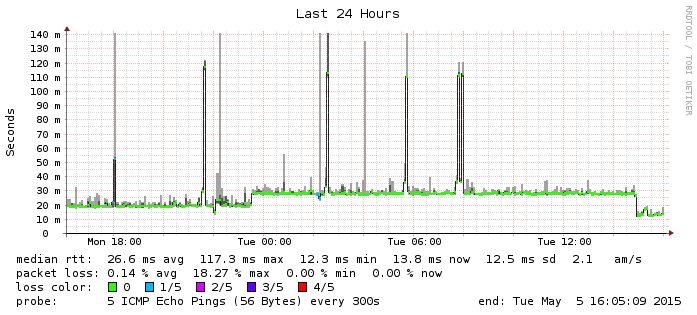 Last 24 Hours
RRDTOOL / TOBI OETIKER
Seconds
140 m
130 m
120 m
110 m
100 m
90 m
80 m
70 m
60 m
50 m
40 m
30 m
20 m
10 m
0
Mon 18:00 Tue 00:00 Tue 06:00 Tue 12:00
median rtt: 26.6 ms avg 117.3 ms max 12.3 ms min 13.8 ms now 12.5 ms sd 2.1 am/s
packet loss: 0.14 % avg 18.27 % max 0.00 % min 0.00 % now
loss color: 0 1/5 2/5 3/5 4/5
probe: 5 ICMP Echo Pings (56 Bytes) every 300s end: Tue May 5 16:05:09 2015